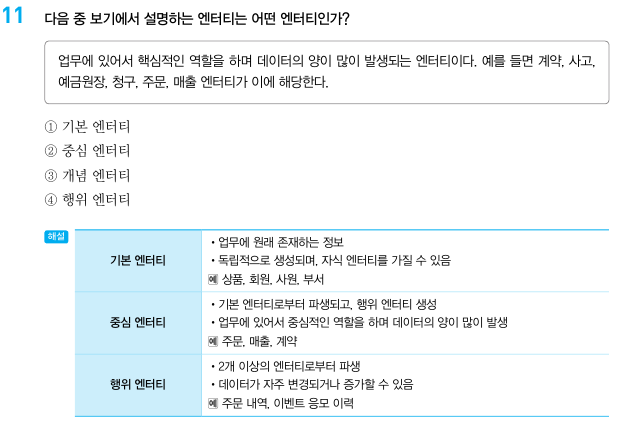 11 다음 중 보기에서 설명하는 엔터티는 어떤 엔터티인가?
업무에 있어서 핵심적인 역할을 하며 데이터의 양이 많이 발생되는 엔터티이다. 예를 들면 계약, 사고,
예금원장, 청구, 주문, 매출 엔터티가 이에 해당한다.
① 기본 엔터티
② 중심 엔터티
③ 개념 엔터티
④ 행위 엔터티
해설
기본 엔터티
• 업무에 원래 존재하는 정보
• 독립적으로 생성되며, 자식 엔터티를 가질 수 있음
예 상품, 회원, 사원, 부서
중심 엔터티
• 기본 엔터티로부터 파생되고, 행위 엔터티 생성
• 업무에 있어서 중심적인 역할을 하며 데이터의 양이 많이 발생
예 주문, 매출, 계약
행위 엔터티
• 2개 이상의 엔터티로부터 파생
• 데이터가 자주 변경되거나 증가할 수 있음
예 주문 내역, 이벤트 응모 이력